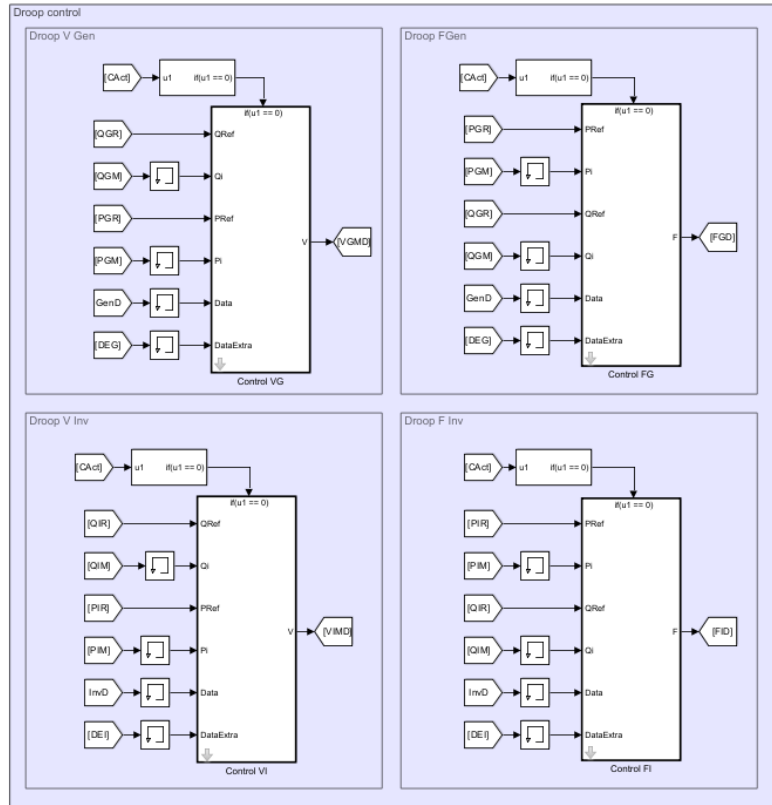 Droop control
Droop V Gen
[CAct]
u1
if(u1 == 0)
if(u1 == 0)
[QGR]
QRef
[QGM]
Qi
[PGR]
PRef
V
[VGMD]
[PGM]
Pi
GenD
Data
[DEG]
DataExtra
Control VG
Droop FGen
[CAct]
u1
if(u1 == 0)
if(u1 == 0)
[PGR]
PRef
[PGM]
Pi
[QGR]
QRef
F
[FGD]
[QGM]
Qi
GenD
Data
[DEG]
DataExtra
Control FG
Droop V Inv
[CAct]
u1
if(u1 == 0)
if(u1 == 0)
[QIR]
QRef
[QIM]
Qi
[PIR]
PRef
V
[VIMD]
[PIM]
Pi
InvD
Data
[DEI]
DataExtra
Control VI
Droop F Inv
[CAct]
u1
if(u1 == 0)
if(u1 == 0)
[PIR]
PRef
[PIM]
Pi
[QIR]
QRef
F
[FID]
[QIM]
Qi
InvD
Data
[DEI]
DataExtra
Control FI